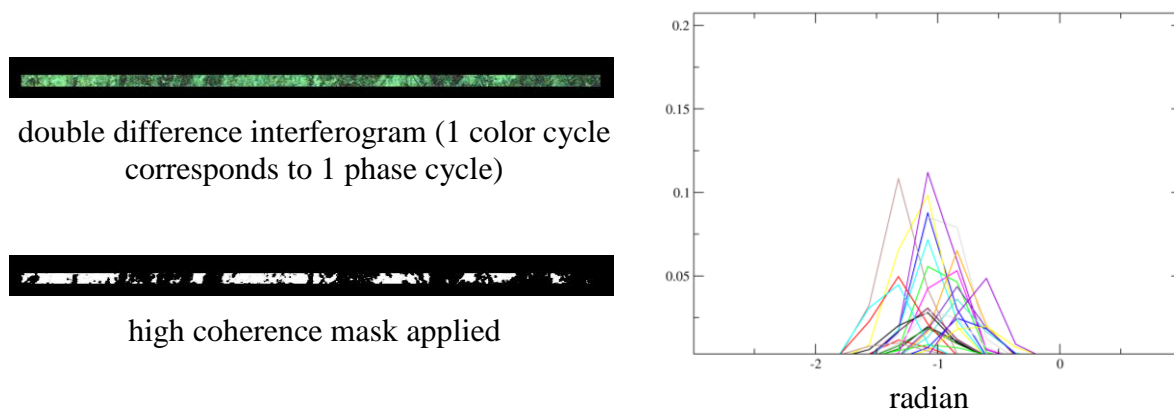 double difference interferogram (1 color cycle
corresponds to 1 phase cycle)
high coherence mask applied
0.2
0.15
0.1
0.05
-2
-1
0
radian